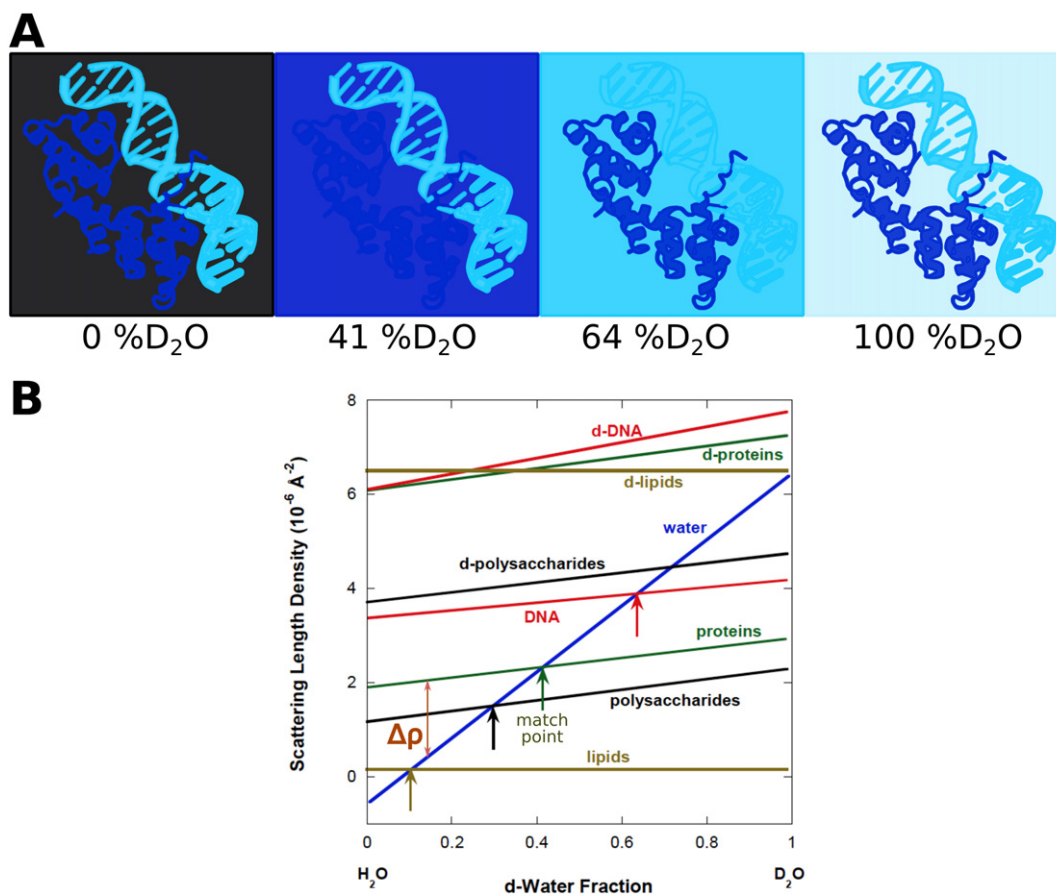 A
0 %D₂O
41 %D₂O
64 %D₂O
100 %D₂O
B
Scattering Length Density (10⁻⁶ Å⁻²)
8
6
4
2
0
d-DNA
d-proteins
d-lipids
water
d-polysaccharides
DNA
proteins
polysaccharides
Δρ
match
point
lipids
0
0.2
0.4
0.6
0.8
1
H₂O
d-Water Fraction
D₂O